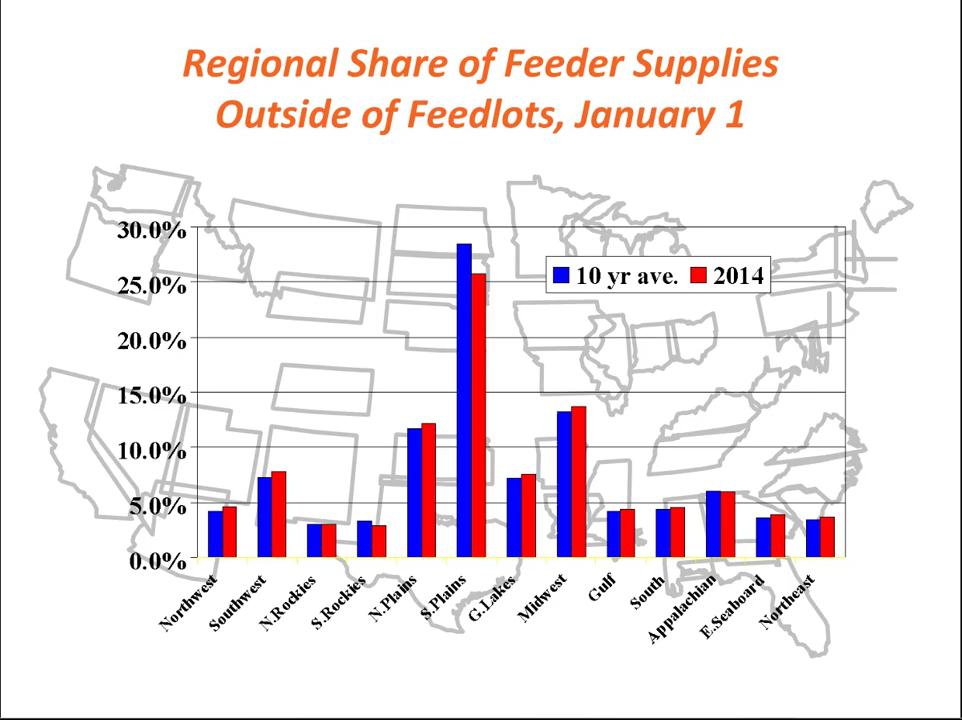 Regional Share of Feeder Supplies
Outside of Feedlots, January 1
30.0%
25.0%
20.0%
15.0%
10.0%
5.0%
0.0%
10 yr ave. 2014
Northwest
Southwest
N.Rockies
S.Rockies
N.Plains
S.Plains
G.Lakes
Midwest
Gulf
South
Appalachian
E.Seaboard
Northeast